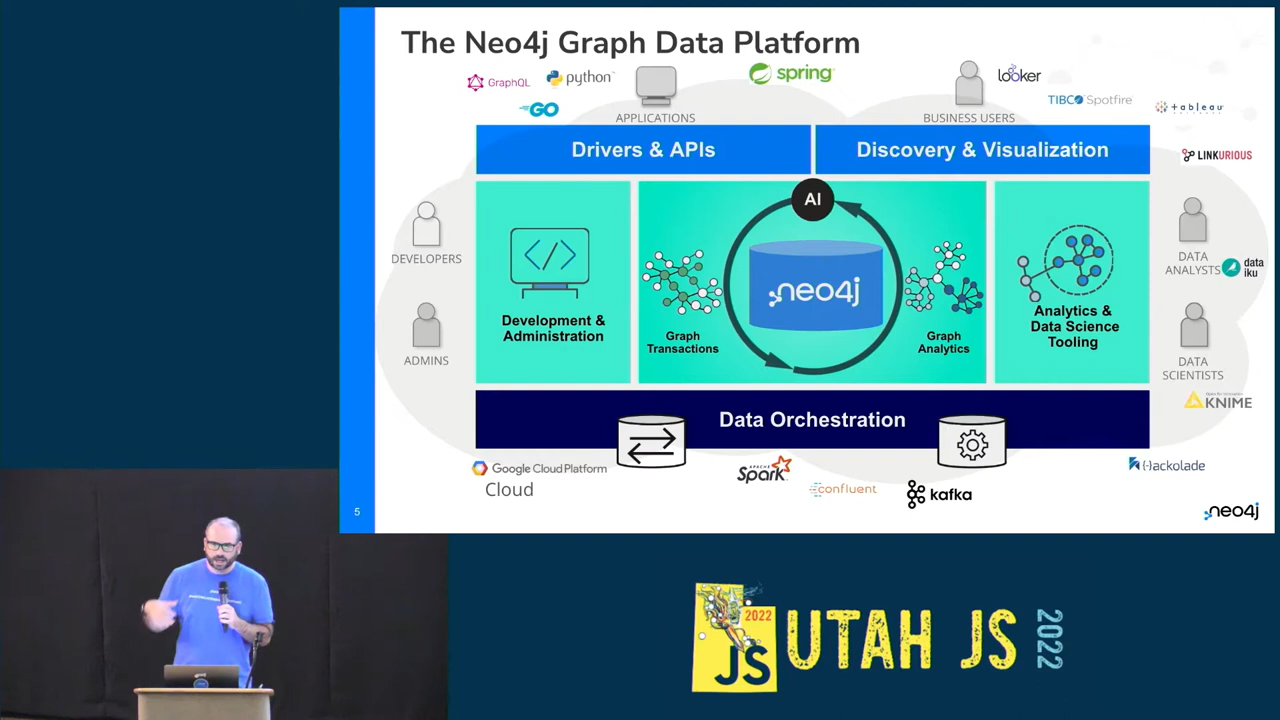 The Neo4j Graph Data Platform
GraphQL
python
GO
APPLICATIONS
spring
BUSINESS USERS
looker
TIBCO Spotfire
+ableau
LINKURIOUS
Drivers & APIs
Discovery & Visualization
DEVELOPERS
ADMINS
Development &
Administration
AI
neo4j
Graph
Transactions
Graph
Analytics
Analytics &
Data Science
Tooling
DATA
ANALYSTS
data
iku
DATA
SCIENTISTS
KNIME
Data Orchestration
Google Cloud Platform
Cloud
APACHE
Spark
confluent
kafka
{-}ackolade
5
neo4j
2022
JS
UTAH JS
2022